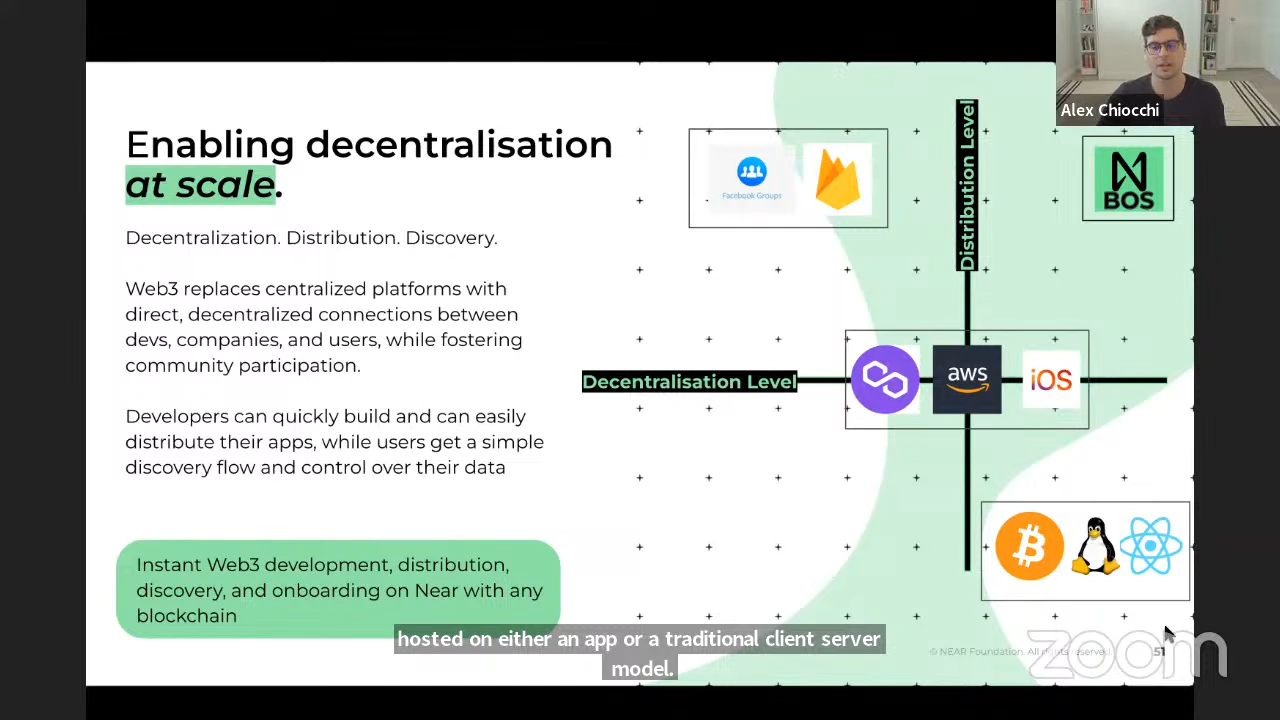 Alex Chiocchi
Enabling decentralisation
at scale.
Decentralization. Distribution. Discovery.
Web3 replaces centralized platforms with
direct, decentralized connections between
devs, companies, and users, while fostering
community participation.
Developers can quickly build and can easily
distribute their apps, while users get a simple
discovery flow and control over their data
Instant Web3 development, distribution,
discovery, and onboarding on Near with any
blockchain
Facebook Groups
Distribution Level
BOS
Decentralisation Level
aws
iOS
hosted on either an app or a traditional client server
model.
© NEAR Foundation. All rights reserved.
51
zoom